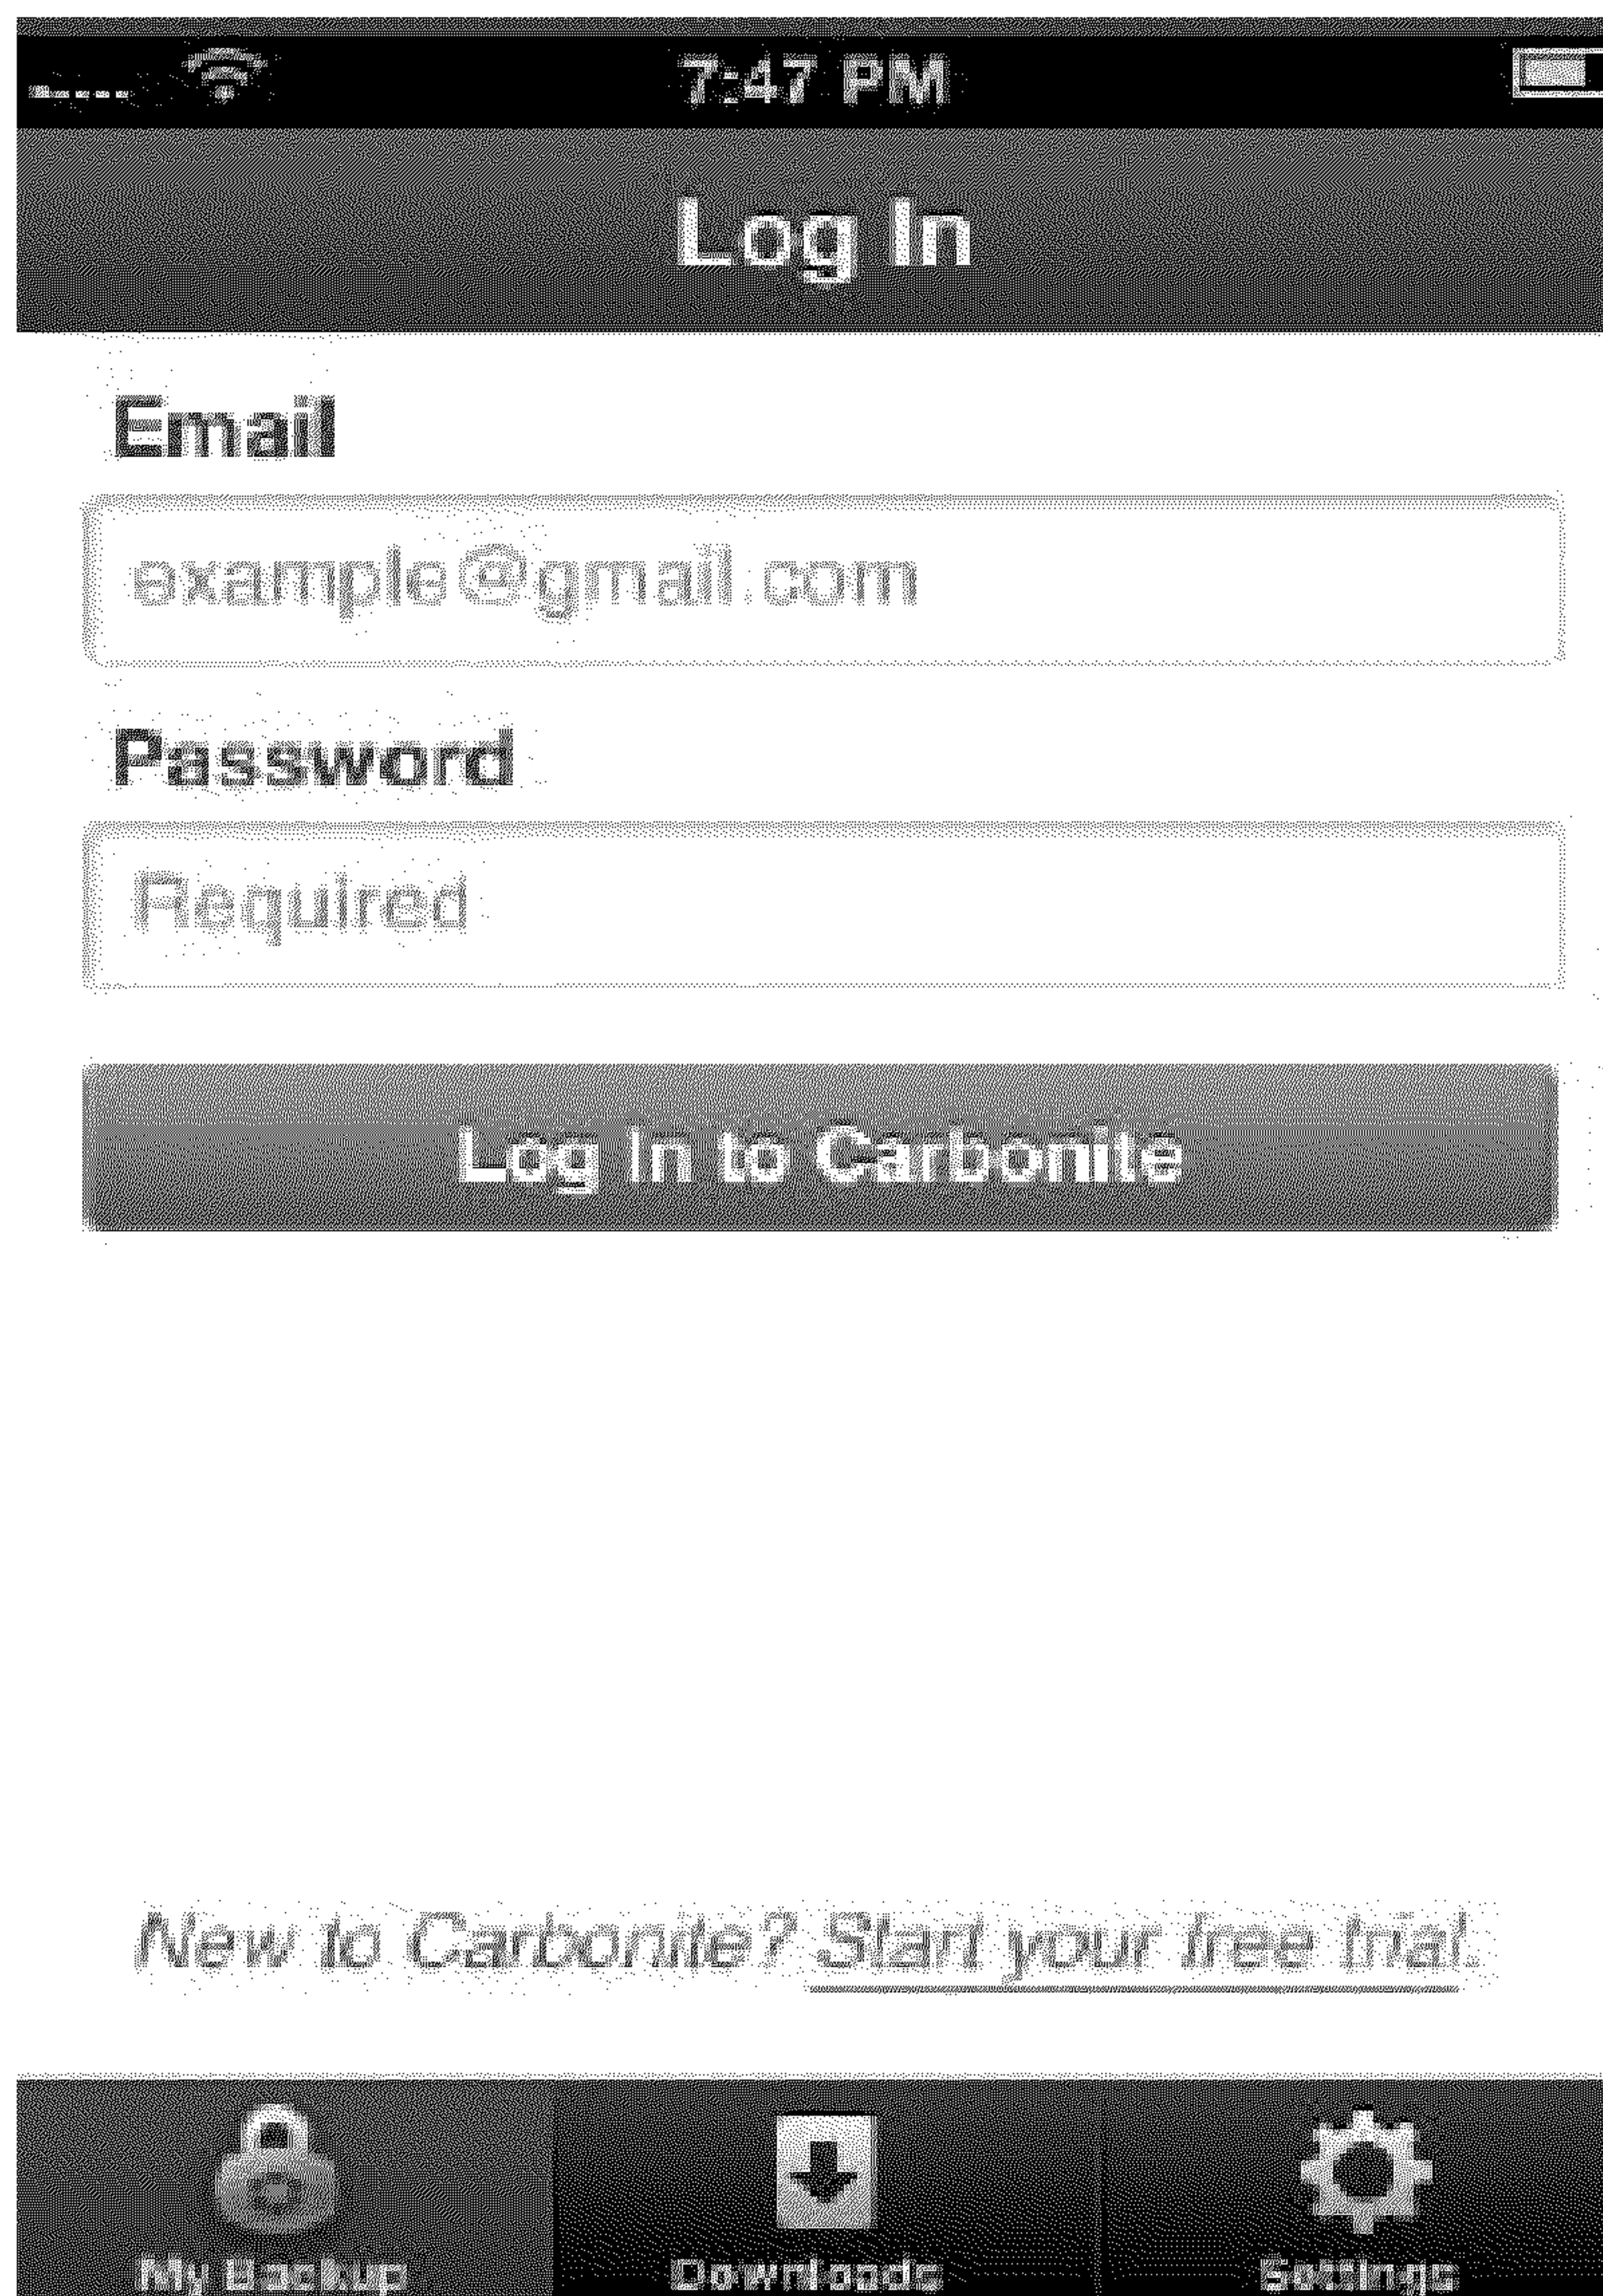 7:47 PM
Log In
Email
example@gmail.com
Password
Required
Log In to Carbonite
New to Carbonite? Start your free trial.
My Backup Downloads Settings